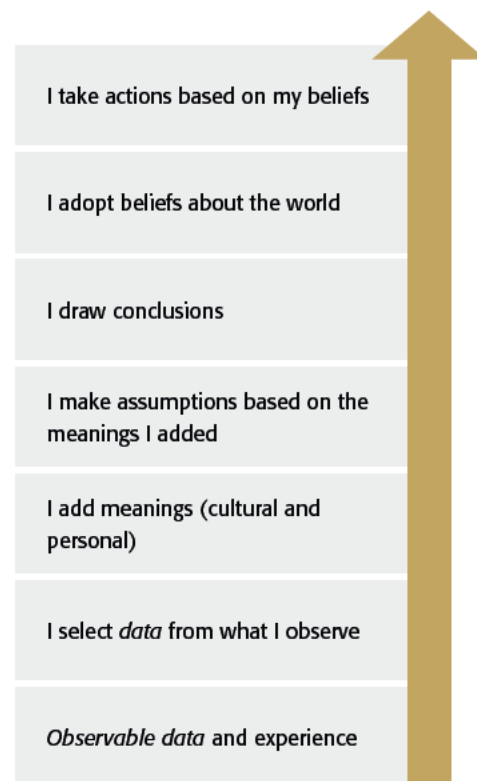 I take actions based on my beliefs
I adopt beliefs about the world
I draw conclusions
I make assumptions based on the
meanings I added
I add meanings (cultural and
personal)
I select data from what I observe
Observable data and experience